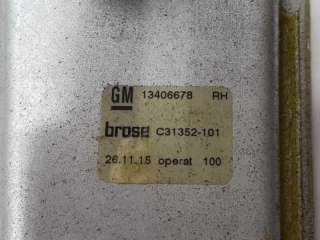 GM 13406678 RH
brose C31352-101
26.11.15 operat 100